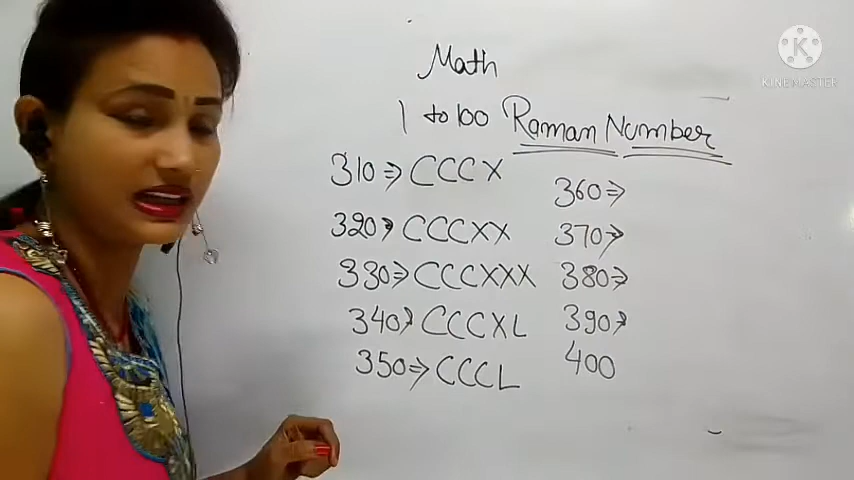 Math
1 to 100 Raman Number
310⇒ CCCX
320⇒ CCCXX
330⇒ CCCXXX
340⇒ CCCXL
350⇒ CCCL
360⇒
370⇒
380⇒
390⇒
400
K
KINEMASTER